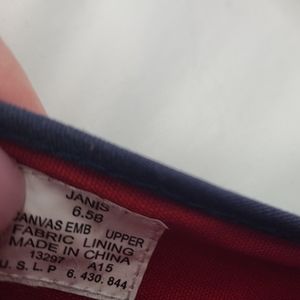 JANIS
6.5B
CANVAS EMB UPPER
FABRIC LINING
MADE IN CHINA
13297 A15
U. S. L. P 6. 430. 844